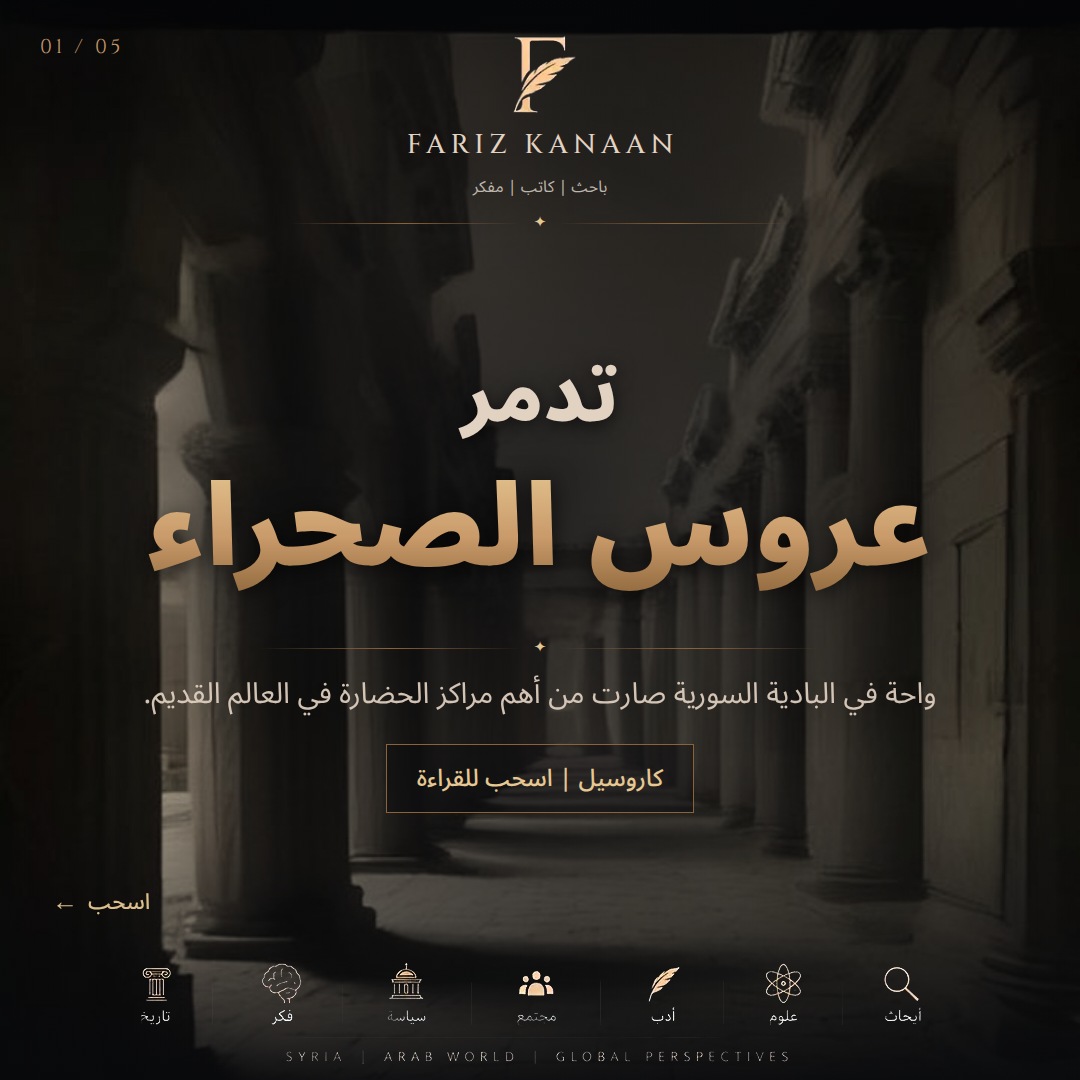 01 / 05
FARIZ KANAAN
باحث | كاتب | مفكر
تدمر
عروس الصحراء
واحة في البادية السورية صارت من أهم مراكز الحضارة في العالم القديم.
كاروسيل | اسحب للقراءة
اسحب ←
أبحاث
علوم
أدب
مجتمع
سياسة
فكر
تاريخ
SYRIA | ARAB WORLD | GLOBAL PERSPECTIVES